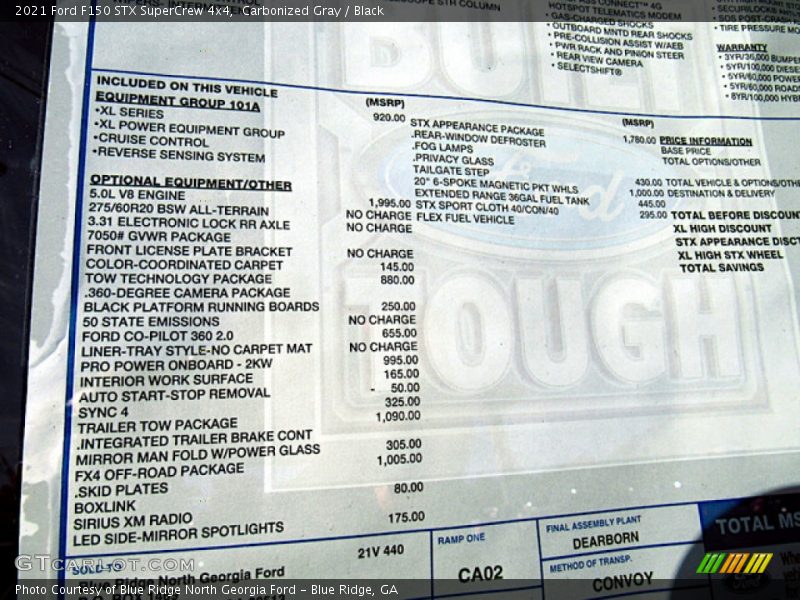 2021 Ford F150 STX SuperCrew 4x4, Carbonized Gray / Black
HOTSPOT TELEMATICS MODEM
• GAS-CHARGED SHOCKS
• OUTBOARD MNTD REAR SHOCKS
• PRE-COLLISION ASSIST W/AEB
• PWR RACK AND PINION STEER
• REAR VIEW CAMERA
• SELECTSHIFT®
• TIRE PRESSURE
WARRANTY
• 3YR/36,000
• 5YR/100,000
• 5YR/60,000
• 5YR/60,000
• 8YR/100,000
BUILT
Ford
TOUGH
INCLUDED ON THIS VEHICLE
EQUIPMENT GROUP 101A
•XL SERIES
•XL POWER EQUIPMENT GROUP
•CRUISE CONTROL
•REVERSE SENSING SYSTEM
OPTIONAL EQUIPMENT/OTHER
5.0L V8 ENGINE
275/60R20 BSW ALL-TERRAIN
3.31 ELECTRONIC LOCK RR AXLE
7050# GVWR PACKAGE
FRONT LICENSE PLATE BRACKET
COLOR-COORDINATED CARPET
TOW TECHNOLOGY PACKAGE
.360-DEGREE CAMERA PACKAGE
BLACK PLATFORM RUNNING BOARDS
50 STATE EMISSIONS
FORD CO-PILOT 360 2.0
LINER-TRAY STYLE-NO CARPET MAT
PRO POWER ONBOARD - 2KW
INTERIOR WORK SURFACE
AUTO START-STOP REMOVAL
SYNC 4
TRAILER TOW PACKAGE
.INTEGRATED TRAILER BRAKE CONT
MIRROR MAN FOLD W/POWER GLASS
FX4 OFF-ROAD PACKAGE
.SKID PLATES
BOXLINK
SIRIUS XM RADIO
LED SIDE-MIRROR SPOTLIGHTS
(MSRP)
920.00
1,995.00
NO CHARGE
NO CHARGE
NO CHARGE
145.00
880.00
250.00
NO CHARGE
655.00
NO CHARGE
995.00
165.00
- 50.00
325.00
1,090.00
305.00
1,005.00
80.00
175.00
STX APPEARANCE PACKAGE
.REAR-WINDOW DEFROSTER
.FOG LAMPS
.PRIVACY GLASS
TAILGATE STEP
20" 6-SPOKE MAGNETIC PKT WHLS
EXTENDED RANGE 36GAL FUEL TANK
STX SPORT CLOTH 40/CON/40
FLEX FUEL VEHICLE
(MSRP)
1,780.00
430.00
1,000.00
445.00
295.00
PRICE INFORMATION
BASE PRICE
TOTAL OPTIONS/OTHER
TOTAL VEHICLE &
DESTINATION & DELIVERY
TOTAL BEFORE
XL HIGH DISCOUNT
STX APPEARANCE
XL HIGH STX WHEEL
TOTAL SAVINGS
SOLD TO
Blue Ridge North Georgia Ford
21V 440
RAMP ONE
CA02
FINAL ASSEMBLY PLANT
DEARBORN
METHOD OF TRANSP.
CONVOY
TOTAL
GTcarlot.com
Photo Courtesy of Blue Ridge North Georgia Ford – Blue Ridge, GA